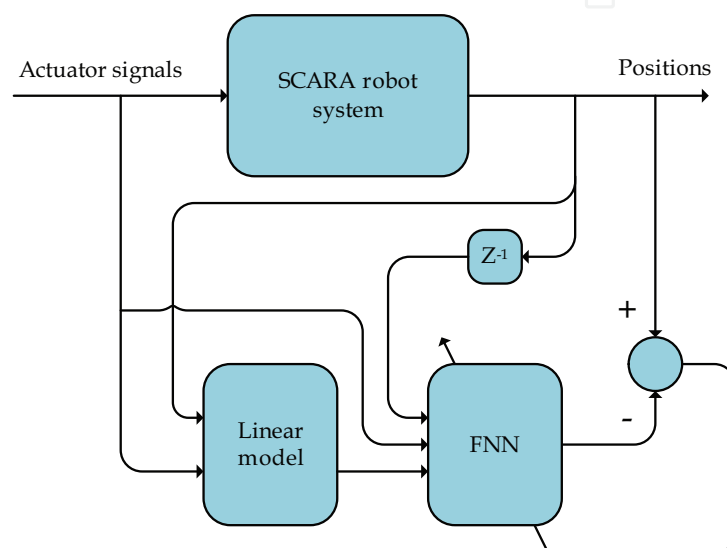 Actuator signals
SCARA robot
system
Positions
Z-1
+
Linear
model
FNN
-